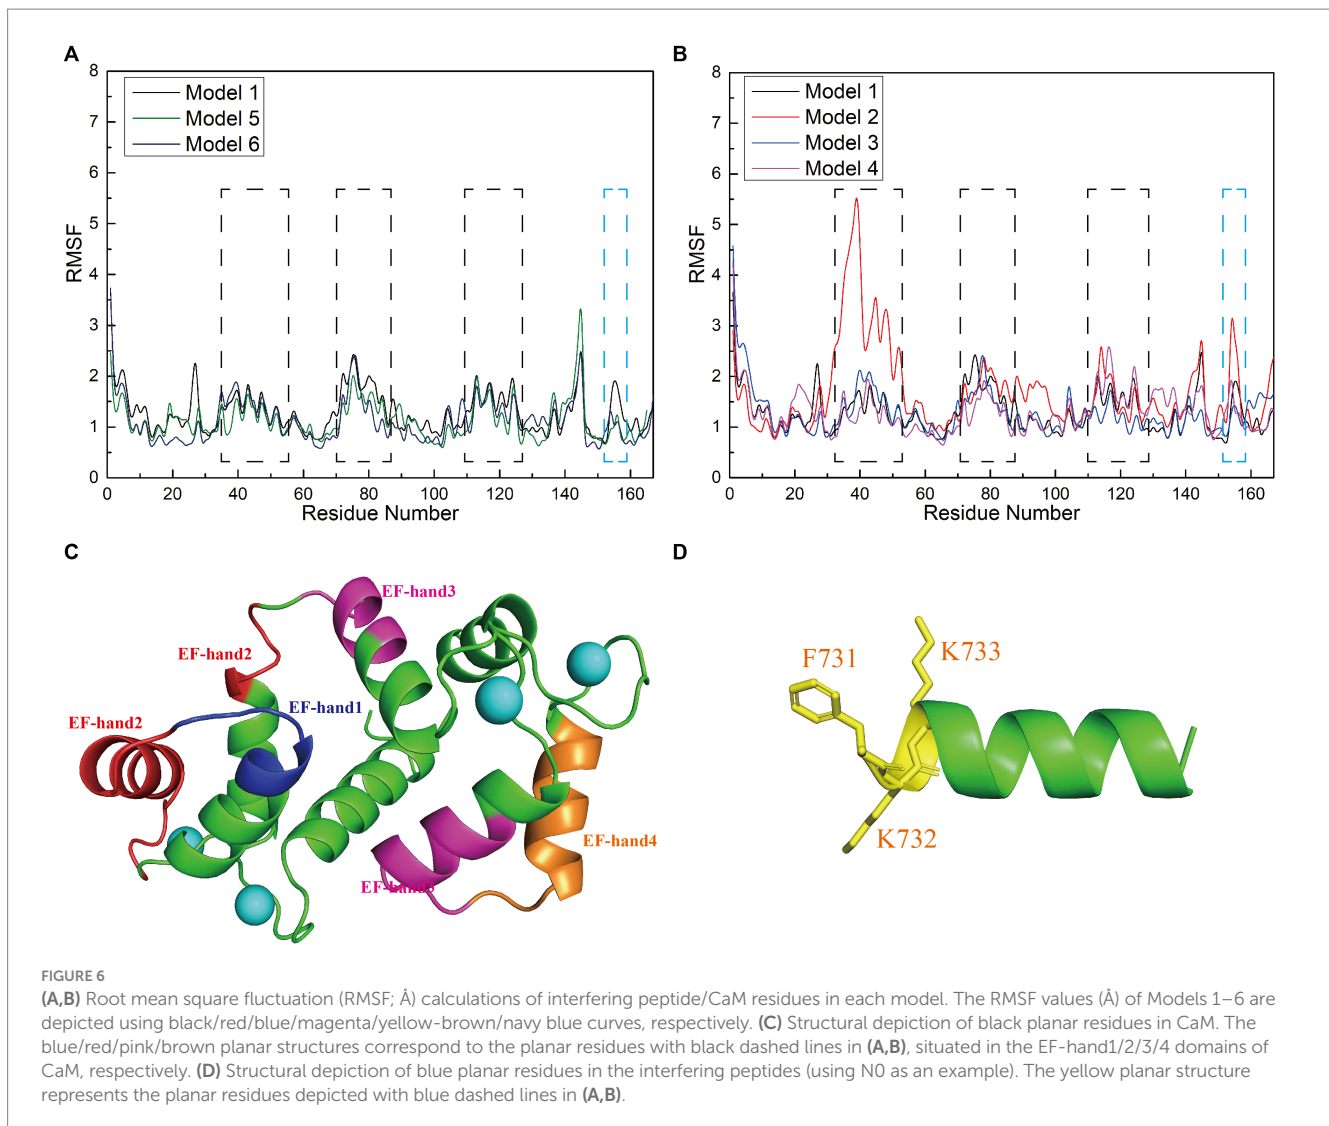 A
8
7
6
5
4
3
2
1
0
RMSF
Model 1
Model 5
Model 6
0 20 40 60 80 100 120 140 160
Residue Number
B
8
7
6
5
4
3
2
1
0
RMSF
Model 1
Model 2
Model 3
Model 4
0 20 40 60 80 100 120 140 160
Residue Number
C
EF-hand3
EF-hand2
EF-hand1
EF-hand2
EF-hand4
EF-hand3
D
F731
K733
K732
FIGURE 6
(A,B) Root mean square fluctuation (RMSF; Å) calculations of interfering peptide/CaM residues in each model. The RMSF values (Å) of Models 1–6 are
depicted using black/red/blue/magenta/yellow-brown/navy blue curves, respectively. (C) Structural depiction of black planar residues in CaM. The
blue/red/pink/brown planar structures correspond to the planar residues with black dashed lines in (A,B), situated in the EF-hand1/2/3/4 domains of
CaM, respectively. (D) Structural depiction of blue planar residues in the interfering peptides (using N0 as an example). The yellow planar structure
represents the planar residues depicted with blue dashed lines in (A,B).